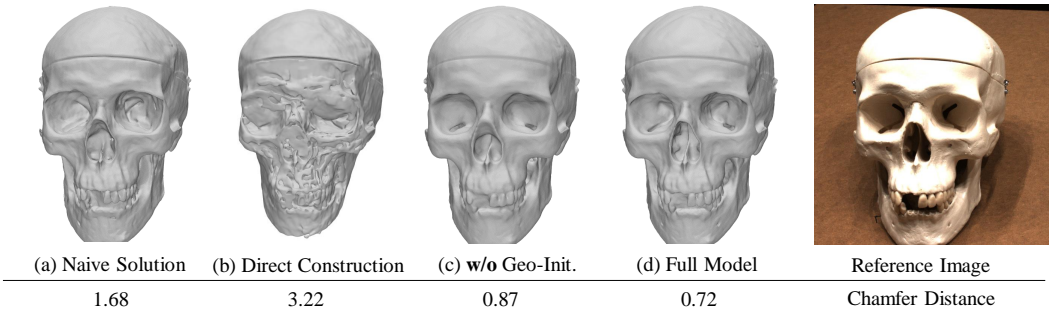 (a) Naive Solution (b) Direct Construction (c) w/o Geo-Init. (d) Full Model Reference Image
1.68 3.22 0.87 0.72 Chamfer Distance